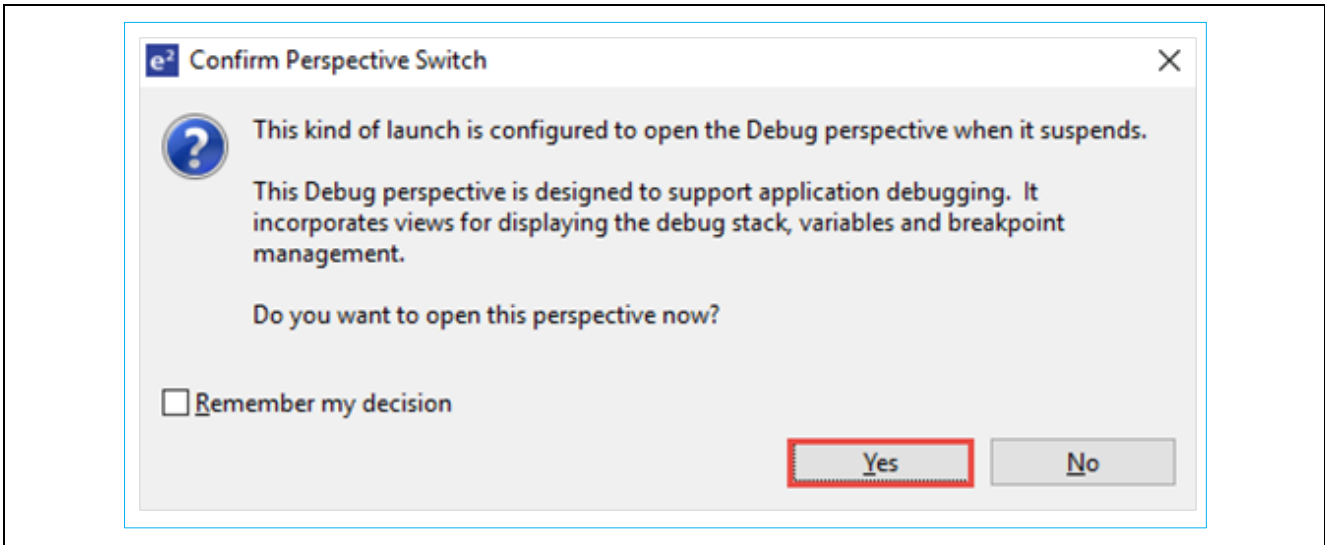 e² Confirm Perspective Switch
This kind of launch is configured to open the Debug perspective when it suspends.
This Debug perspective is designed to support application debugging. It
incorporates views for displaying the debug stack, variables and breakpoint
management.
Do you want to open this perspective now?
Remember my decision
Yes No